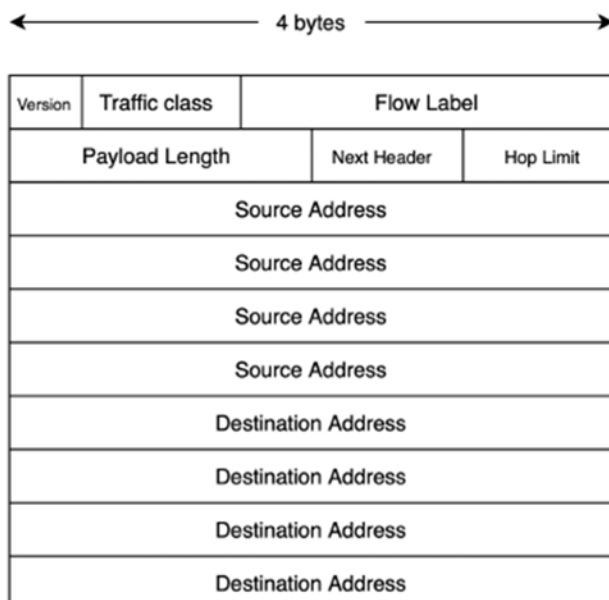 4 bytes
Version Traffic class Flow Label
Payload Length Next Header Hop Limit
Source Address
Source Address
Source Address
Source Address
Destination Address
Destination Address
Destination Address
Destination Address